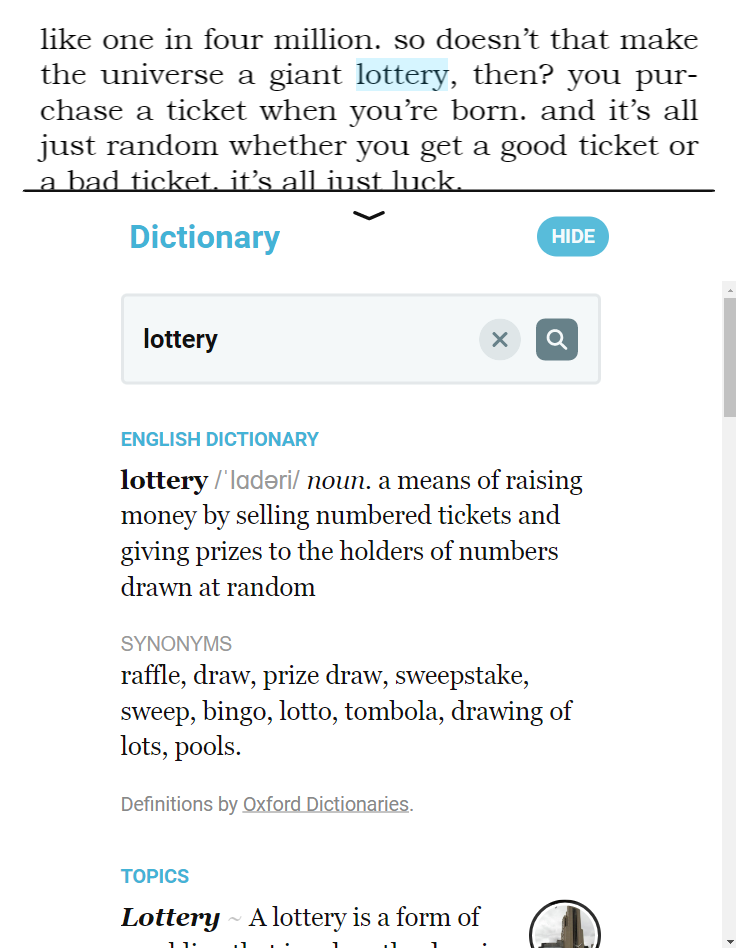 like one in four million. so doesn’t that make
the universe a giant lottery, then? you pur-
chase a ticket when you’re born. and it’s all
just random whether you get a good ticket or
a bad ticket. it’s all just luck.
Dictionary
HIDE
lottery
ENGLISH DICTIONARY
lottery /ˈlɑdəri/ noun. a means of raising
money by selling numbered tickets and
giving prizes to the holders of numbers
drawn at random
SYNONYMS
raffle, draw, prize draw, sweepstake,
sweep, bingo, lotto, tombola, drawing of
lots, pools.
Definitions by Oxford Dictionaries.
TOPICS
Lottery ~ A lottery is a form of